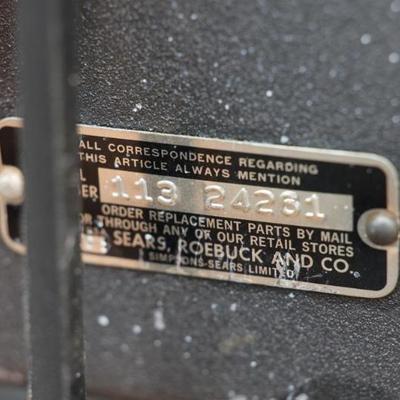 ALL CORRESPONDENCE REGARDING
THIS ARTICLE ALWAYS MENTION
113 24231
ORDER REPLACEMENT PARTS BY MAIL
OR THROUGH ANY OF OUR RETAIL STORES
SEARS, ROEBUCK AND CO.
SIMPSONS-SEARS LIMITED